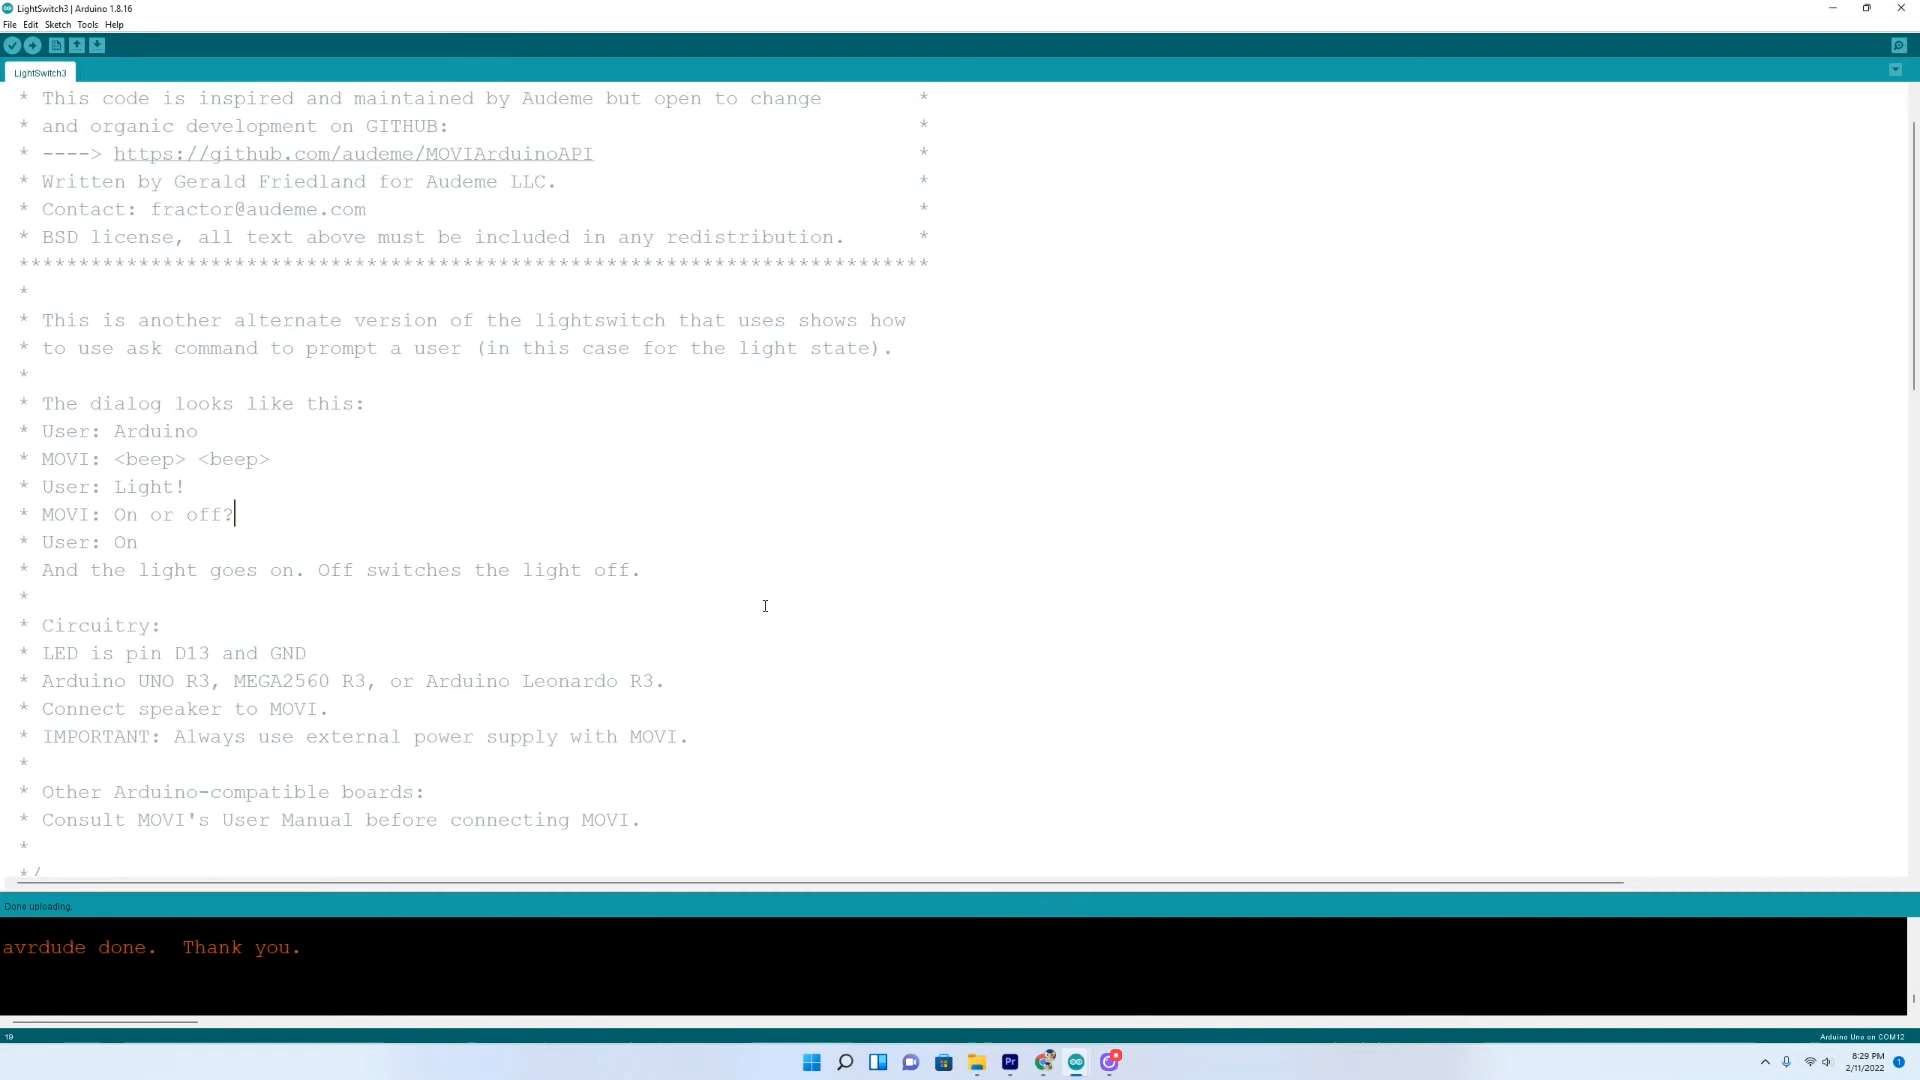 LightSwitch3 | Arduino 1.8.16
File Edit Sketch Tools Help
LightSwitch3
* This code is inspired and maintained by Audeme but open to change *
* and organic development on GITHUB: *
* ----> https://github.com/audeme/MOVIArduinoAPI *
* Written by Gerald Friedland for Audeme LLC. *
* Contact: fractor@audeme.com *
* BSD license, all text above must be included in any redistribution. *
****************************************************************************
*
* This is another alternate version of the lightswitch that uses shows how
* to use ask command to prompt a user (in this case for the light state).
*
* The dialog looks like this:
* User: Arduino
* MOVI: <beep> <beep>
* User: Light!
* MOVI: On or off?
* User: On
* And the light goes on. Off switches the light off.
*
* Circuitry:
* LED is pin D13 and GND
* Arduino UNO R3, MEGA2560 R3, or Arduino Leonardo R3.
* Connect speaker to MOVI.
* IMPORTANT: Always use external power supply with MOVI.
*
* Other Arduino-compatible boards:
* Consult MOVI's User Manual before connecting MOVI.
*
*/
Done uploading.
avrdude done.  Thank you.
19
Arduino Uno on COM12
Pr
8:29 PM
2/11/2022
1